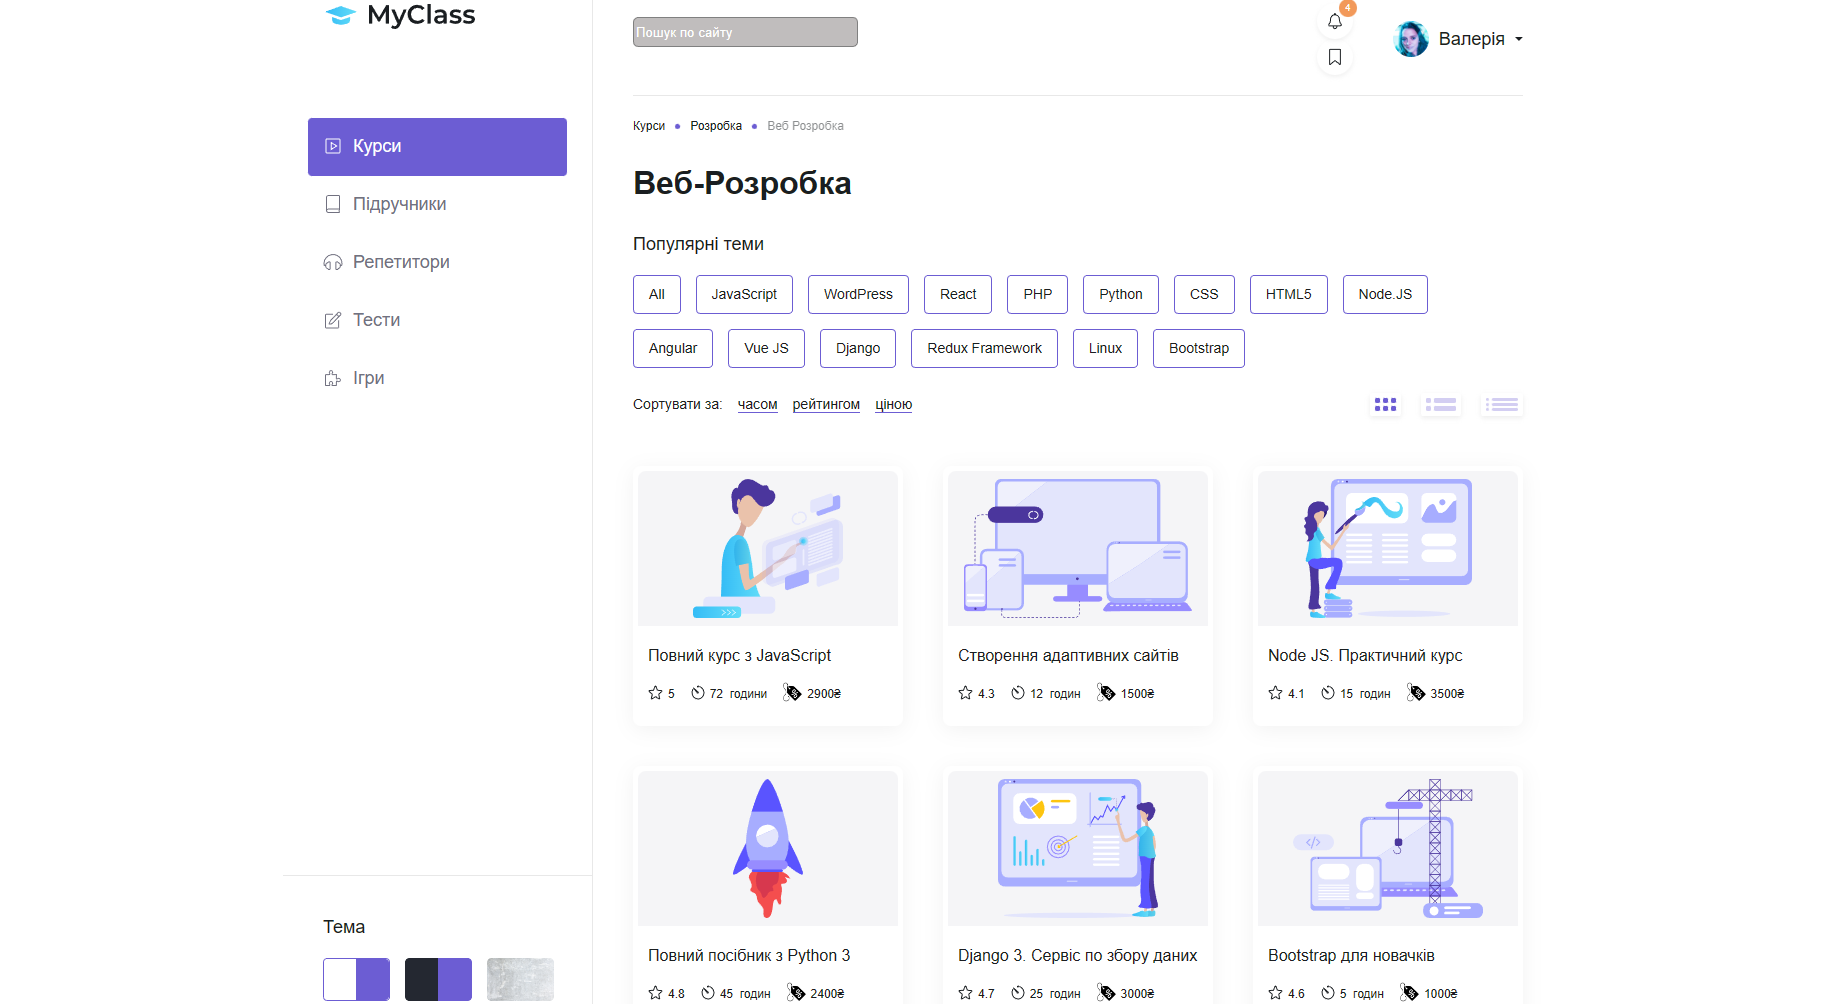 MyClass
Пошук по сайту
4
Валерія
Курси
Підручники
Репетитори
Тести
Ігри
Тема
Курси • Розробка • Веб Розробка
Веб-Розробка
Популярні теми
All JavaScript WordPress React PHP Python CSS HTML5 Node.JS
Angular Vue JS Django Redux Framework Linux Bootstrap
Сортувати за: часом рейтингом ціною
Повний курс з JavaScript
5 72 години 2900₴
Створення адаптивних сайтів
4.3 12 годин 1500₴
Node JS. Практичний курс
4.1 15 годин 3500₴
Повний посібник з Python 3
4.8 45 годин 2400₴
Django 3. Сервіс по збору даних
4.7 25 годин 3000₴
</>
Bootstrap для новачків
4.6 5 годин 1000₴